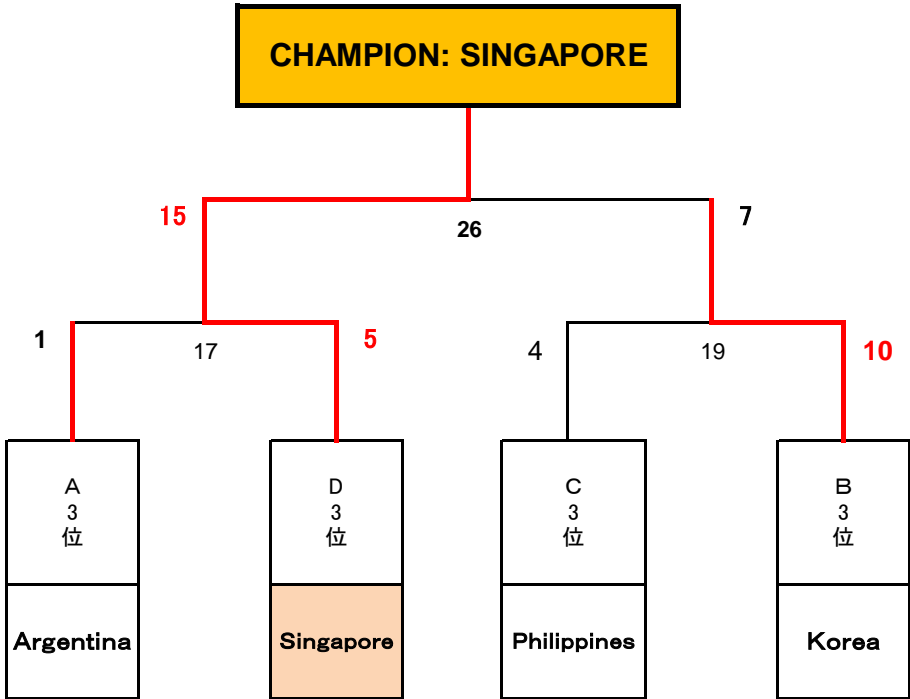 CHAMPION: SINGAPORE
15
26
7
1
17
5
4
19
10
A
3
位
D
3
位
C
3
位
B
3
位
Argentina
Singapore
Philippines
Korea